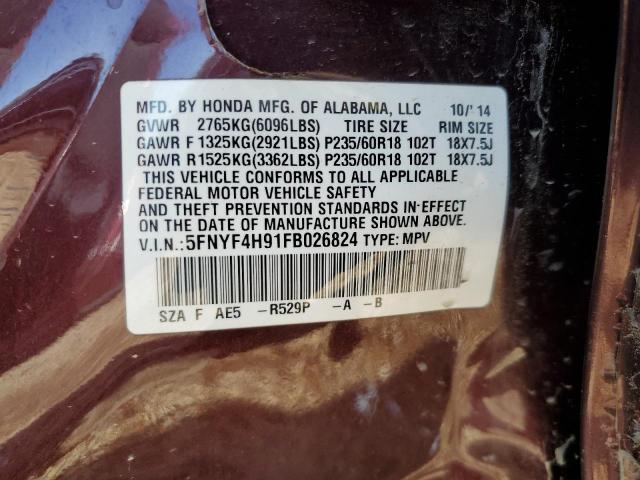 MFD. BY HONDA MFG. OF ALABAMA, LLC 10/'14
GVWR 2765KG(6096LBS) TIRE SIZE RIM SIZE
GAWR F 1325KG(2921LBS) P235/60R18 102T 18X7.5J
GAWR R1525KG(3362LBS) P235/60R18 102T 18X7.5J
THIS VEHICLE CONFORMS TO ALL APPLICABLE
FEDERAL MOTOR VEHICLE SAFETY
AND THEFT PREVENTION STANDARDS IN EFFECT
ON THE DATE OF MANUFACTURE SHOWN ABOVE.
V.I.N.:5FNYF4H91FB026824 TYPE: MPV
SZA F AE5 -R529P -A -B